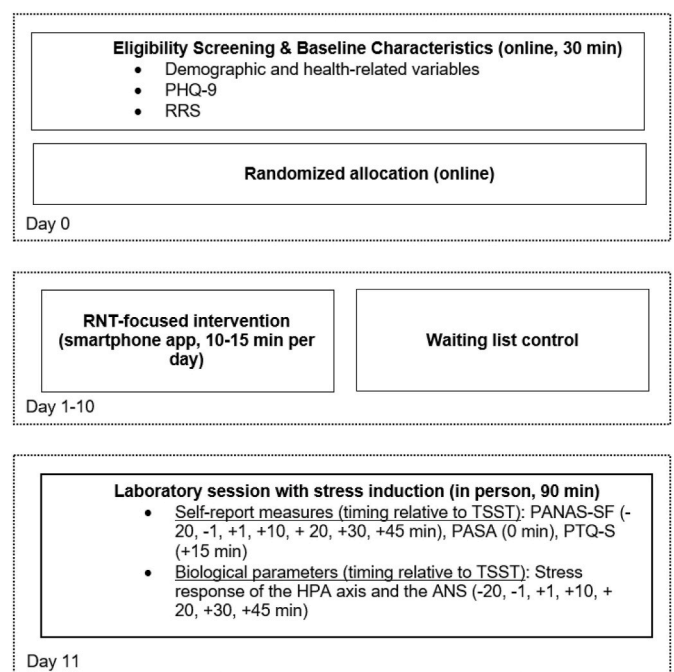 Eligibility Screening & Baseline Characteristics (online, 30 min)
• Demographic and health-related variables
• PHQ-9
• RRS
Randomized allocation (online)
Day 0
RNT-focused intervention
(smartphone app, 10-15 min per
day)
Waiting list control
Day 1-10
Laboratory session with stress induction (in person, 90 min)
• Self-report measures (timing relative to TSST): PANAS-SF (-
20, -1, +1, +10, + 20, +30, +45 min), PASA (0 min), PTQ-S
(+15 min)
• Biological parameters (timing relative to TSST): Stress
response of the HPA axis and the ANS (-20, -1, +1, +10, +
20, +30, +45 min)
Day 11